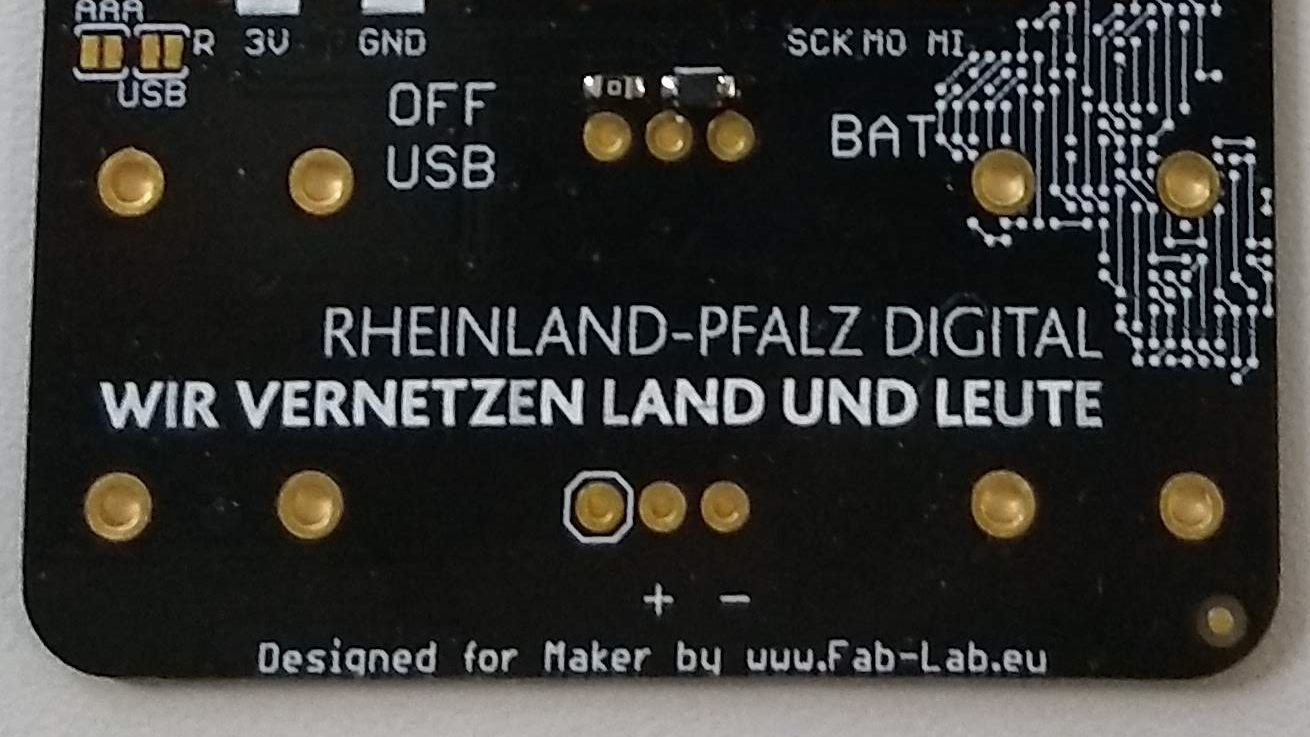 AAA
R 3V GND SCK MO MI
USB
OFF
USB
BAT
RHEINLAND-PFALZ DIGITAL
WIR VERNETZEN LAND UND LEUTE
+ −
Designed for Maker by www.Fab-Lab.eu